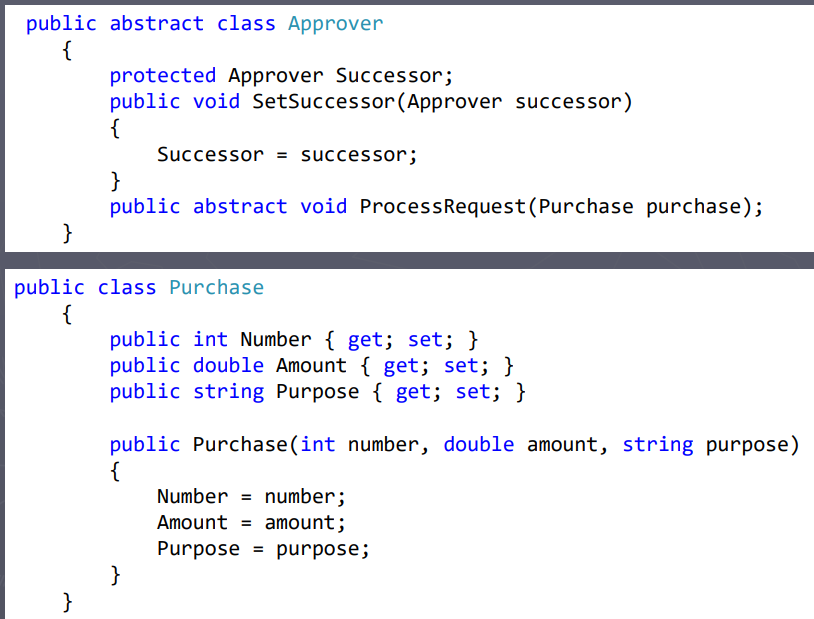 public abstract class Approver
{
protected Approver Successor;
public void SetSuccessor(Approver successor)
{
Successor = successor;
}
public abstract void ProcessRequest(Purchase purchase);
}
public class Purchase
{
public int Number { get; set; }
public double Amount { get; set; }
public string Purpose { get; set; }
public Purchase(int number, double amount, string purpose)
{
Number = number;
Amount = amount;
Purpose = purpose;
}
}